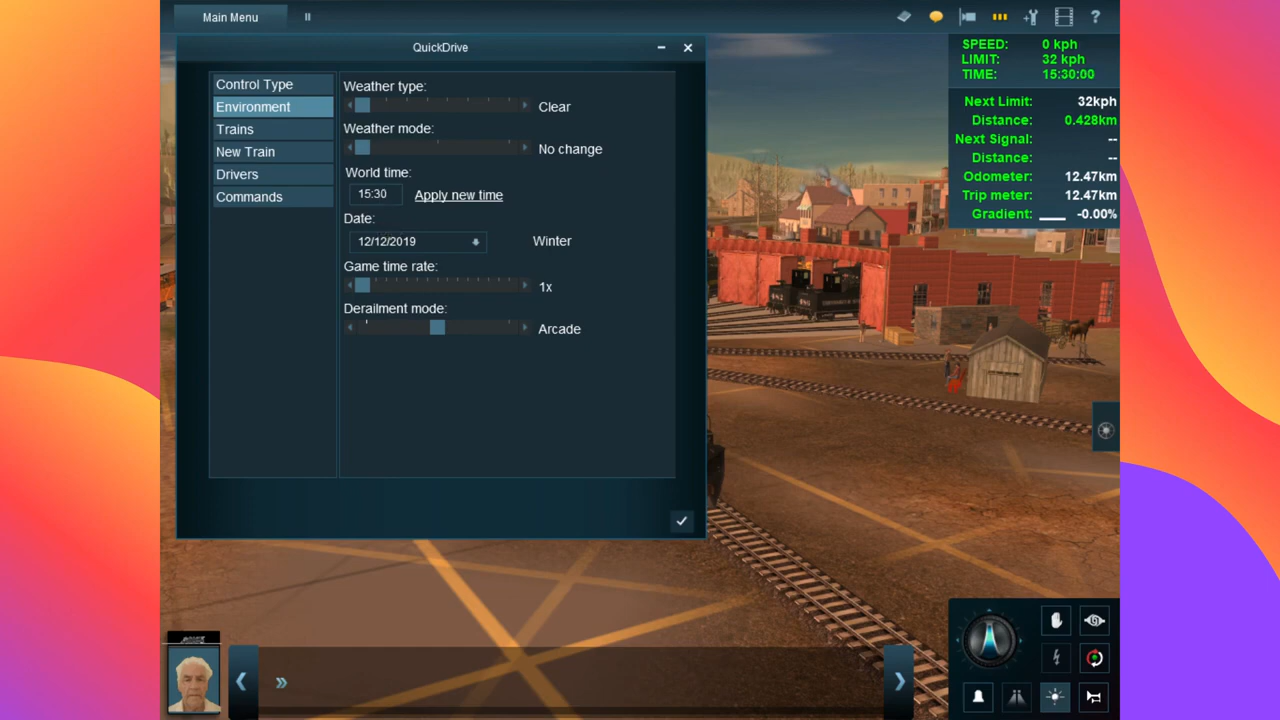 Main Menu
QuickDrive
Control Type
Environment
Trains
New Train
Drivers
Commands
Weather type:
Clear
Weather mode:
No change
World time:
15:30 Apply new time
Date:
12/12/2019 Winter
Game time rate:
1x
Derailment mode:
Arcade
SPEED: 0 kph
LIMIT: 32 kph
TIME: 15:30:00
Next Limit: 32kph
Distance: 0.428km
Next Signal: --
Distance: --
Odometer: 12.47km
Trip meter: 12.47km
Gradient: -0.00%